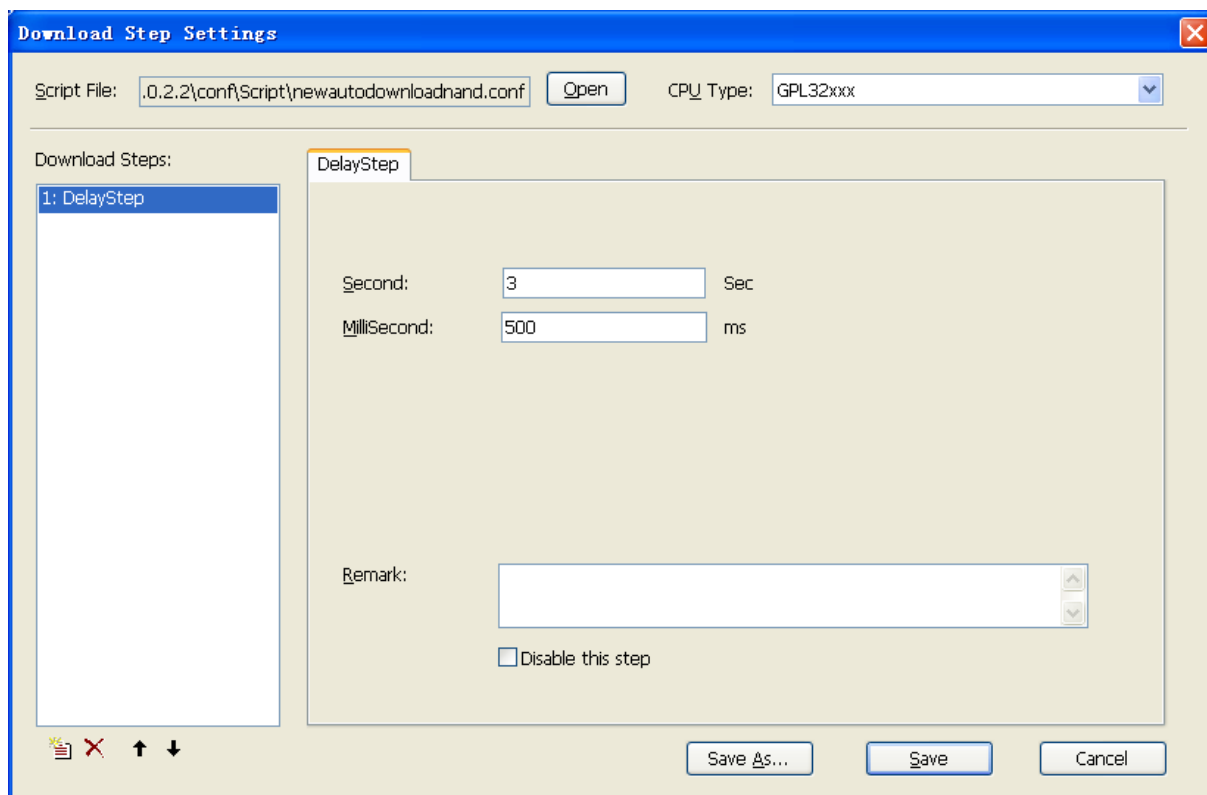 Download Step Settings
Script File: .0.2.2\conf\Script\newautodownloadnand.conf Open CPU Type: GPL32xxx
Download Steps:
1: DelayStep
DelayStep
Second: 3 Sec
MilliSecond: 500 ms
Remark:
Disable this step
Save As... Save Cancel